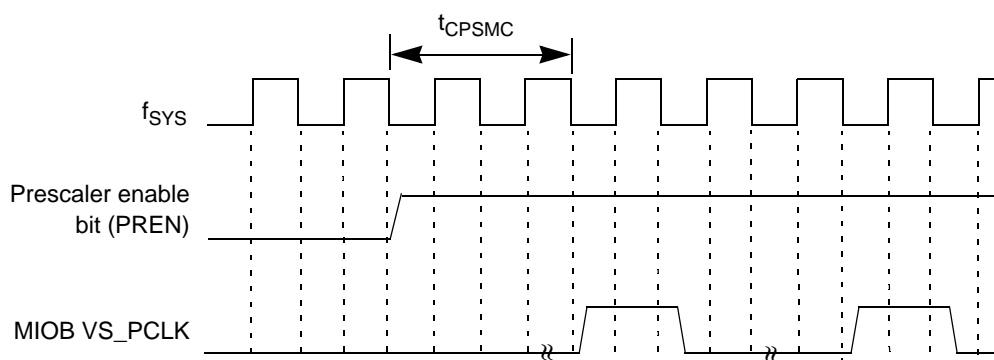 tCPSMC
fSYS
Prescaler enable
bit (PREN)
MIOB VS_PCLK